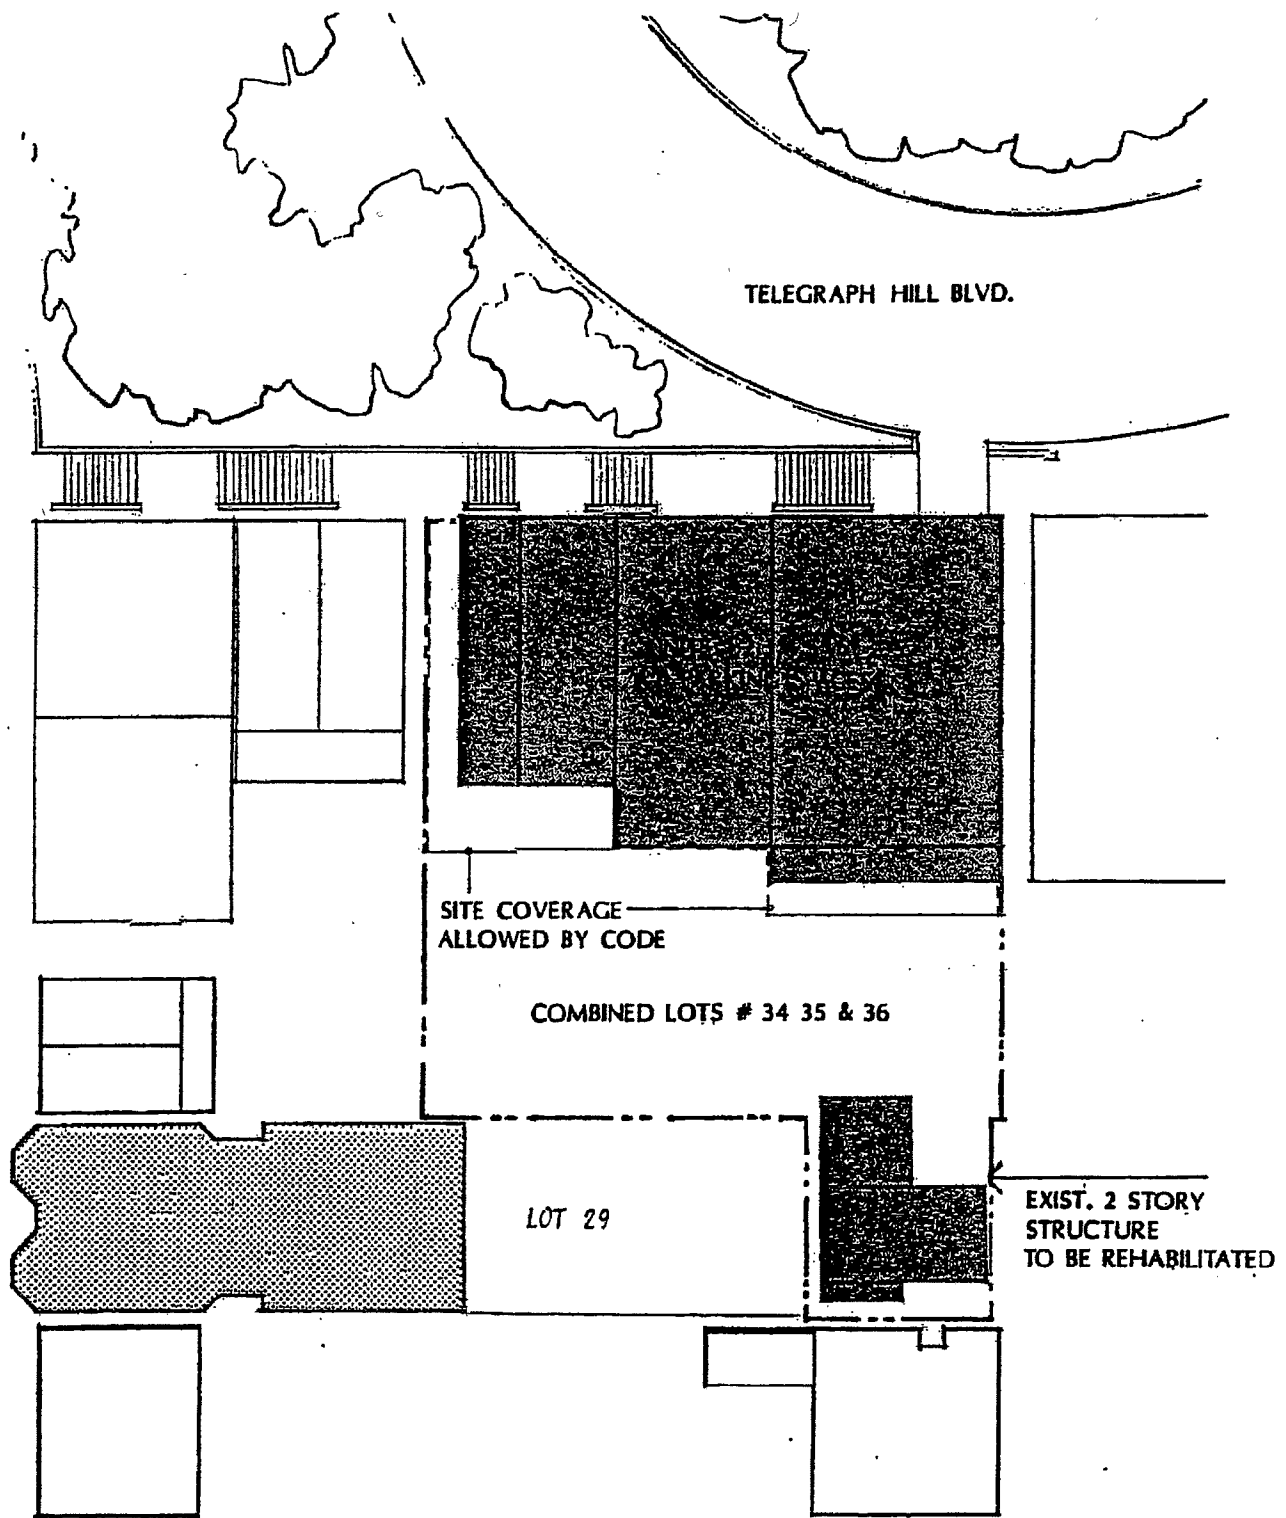 TELEGRAPH HILL BLVD.
SITE COVERAGE
ALLOWED BY CODE
COMBINED LOTS # 34 35 & 36
LOT 29
EXIST. 2 STORY
STRUCTURE
TO BE REHABILITATED